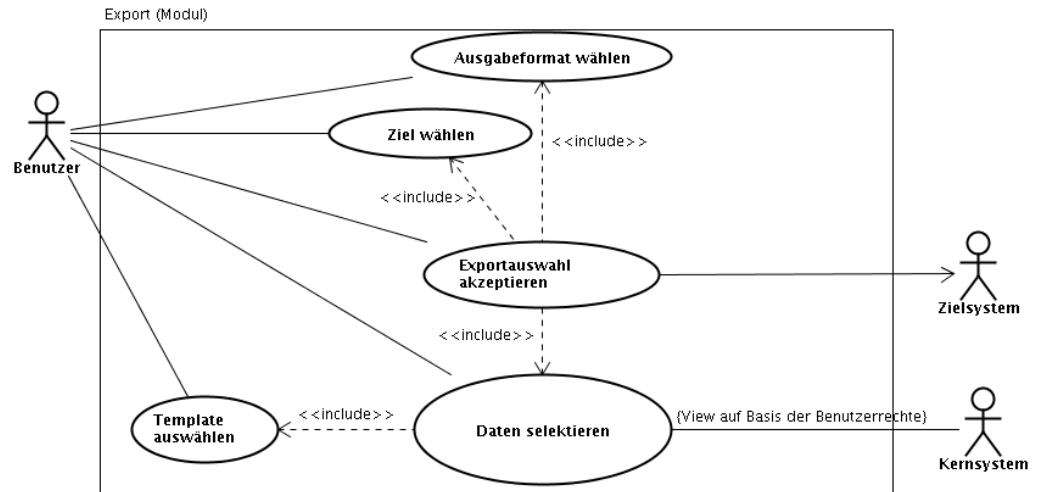 Export (Modul)
Ausgabeformat wählen
Ziel wählen
<<include>>
Benutzer
<<include>>
Exportauswahl
akzeptieren
Zielsystem
<<include>>
Template
auswählen
<<include>>
Daten selektieren
{View auf Basis der Benutzerrechte}
Kernsystem